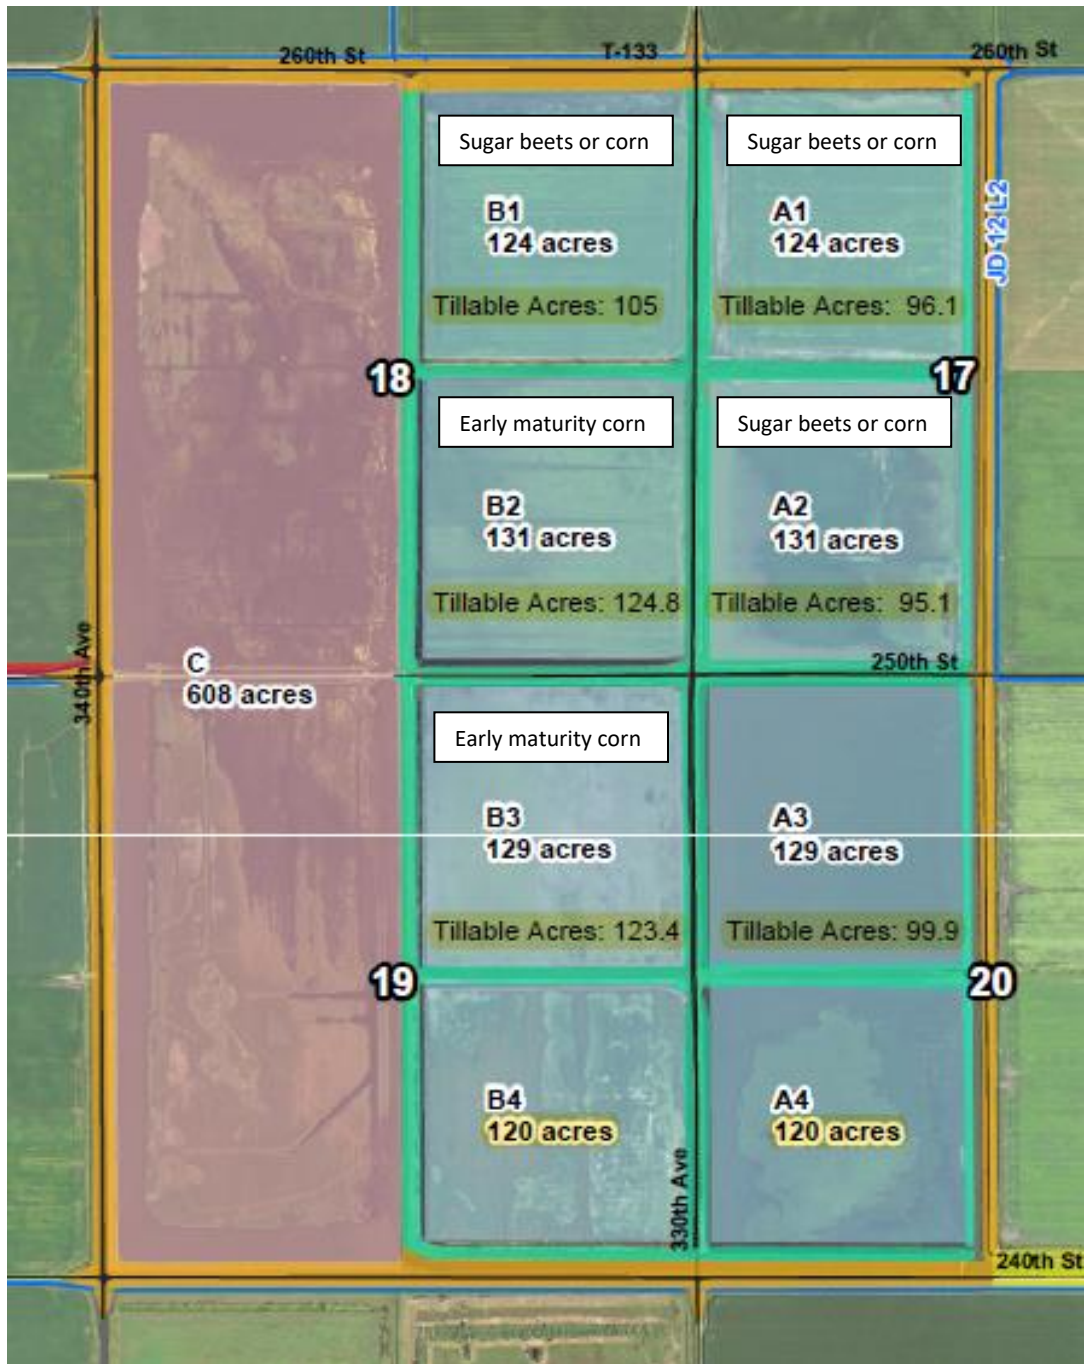 260th St
T-133
260th St
Sugar beets or corn
Sugar beets or corn
B1
124 acres
A1
124 acres
JD 12 L2
Tillable Acres: 105
Tillable Acres: 96.1
18
17
Early maturity corn
Sugar beets or corn
B2
131 acres
A2
131 acres
Tillable Acres: 124.8
Tillable Acres: 95.1
340th Ave
C
608 acres
250th St
Early maturity corn
B3
129 acres
A3
129 acres
Tillable Acres: 123.4
Tillable Acres: 99.9
19
20
B4
120 acres
A4
120 acres
330th Ave
240th St